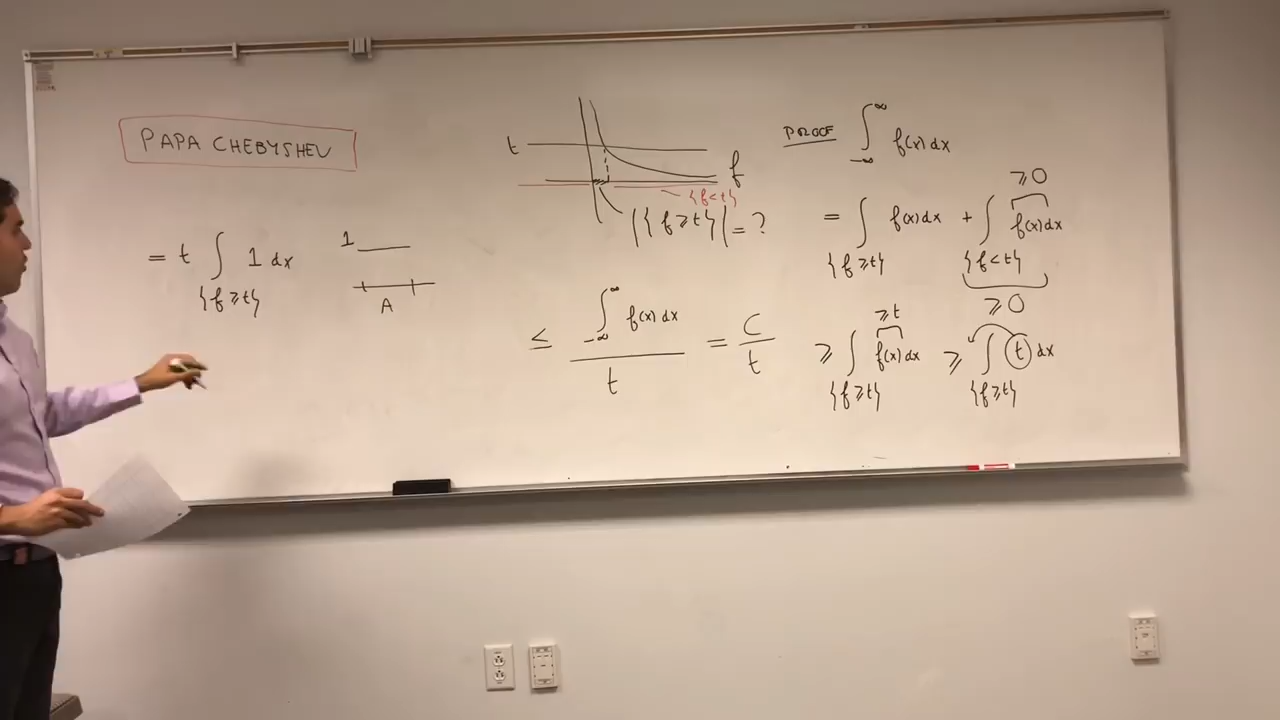 PAPA CHEBYSHEV
= t ∫_{f ≥ t} 1 dx
1
A
t
f
{f < t}
|{f ≥ t}| = ?
≤ ∫_{-∞}^{∞} f(x) dx / t = C / t
PROOF ∫_{-∞}^{∞} f(x) dx
≥ 0
= ∫_{f ≥ t} f(x) dx + ∫_{f < t} f(x) dx
≥ 0
≥ t
≥ ∫_{f ≥ t} f(x) dx ≥ ∫_{f ≥ t} t dx